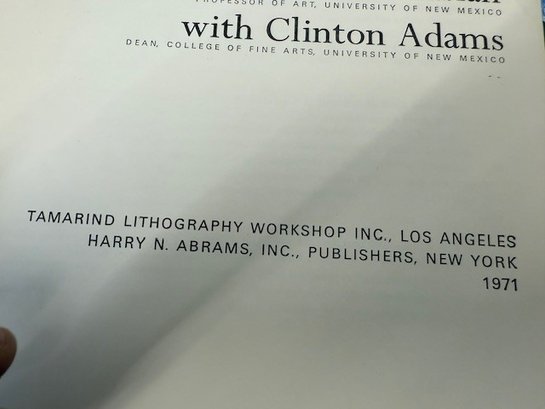 PROFESSOR OF ART, UNIVERSITY OF NEW MEXICO
with Clinton Adams
DEAN, COLLEGE OF FINE ARTS, UNIVERSITY OF NEW MEXICO
TAMARIND LITHOGRAPHY WORKSHOP INC., LOS ANGELES
HARRY N. ABRAMS, INC., PUBLISHERS, NEW YORK
1971